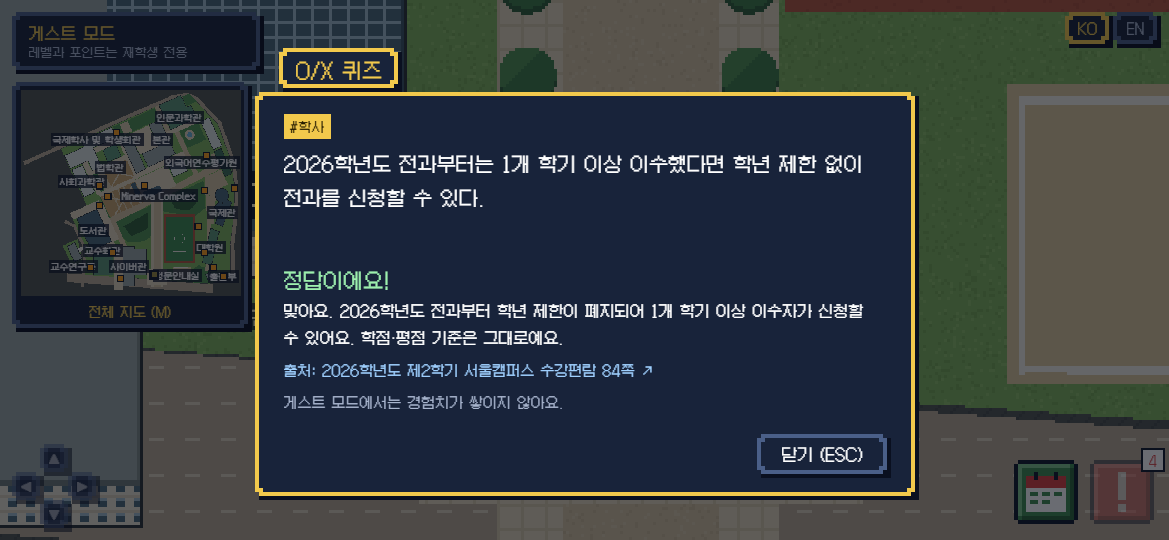 게스트 모드
레벨과 포인트는 재학생 전용
KO
EN
O/X 퀴즈
#학사
2026학년도 전과부터는 1개 학기 이상 이수했다면 학년 제한 없이
전과를 신청할 수 있다.
정답이에요!
맞아요. 2026학년도 전과부터 학년 제한이 폐지되어 1개 학기 이상 이수자가 신청할
수 있어요. 학점·평점 기준은 그대로예요.
출처: 2026학년도 제2학기 서울캠퍼스 수강편람 84쪽 ↗
게스트 모드에서는 경험치가 쌓이지 않아요.
닫기 (ESC)
인문과학관
국제학사 및 학생회관
본관
법학관
외국어연수평가원
사회과학관
Minerva Complex
국제관
도서관
교수회관
대학원
교수연구동
사이버관
정문안내실
전체 지도 (M)
4